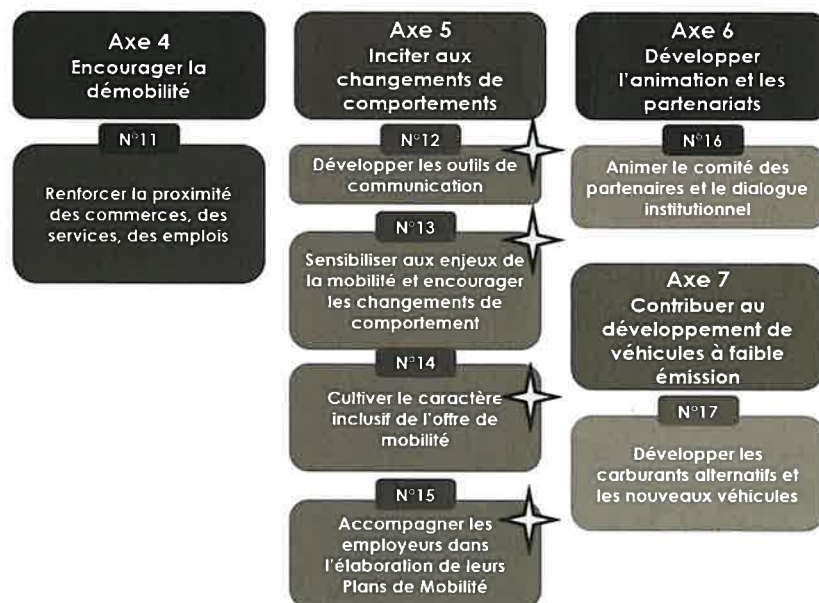 Axe 4
Encourager la
démobilité
N°11
Renforcer la proximité
des commerces, des
services, des emplois
Axe 5
Inciter aux
changements de
comportements
N°12
Développer les outils de
communication
N°13
Sensibiliser aux enjeux de
la mobilité et encourager
les changements de
comportement
N°14
Cultiver le caractère
inclusif de l'offre de
mobilité
N°15
Accompagner les
employeurs dans
l'élaboration de leurs
Plans de Mobilité
Axe 6
Développer
l'animation et les
partenariats
N°16
Animer le comité des
partenaires et le dialogue
institutionnel
Axe 7
Contribuer au
développement de
véhicules à faible
émission
N°17
Développer les
carburants alternatifs et
les nouveaux véhicules